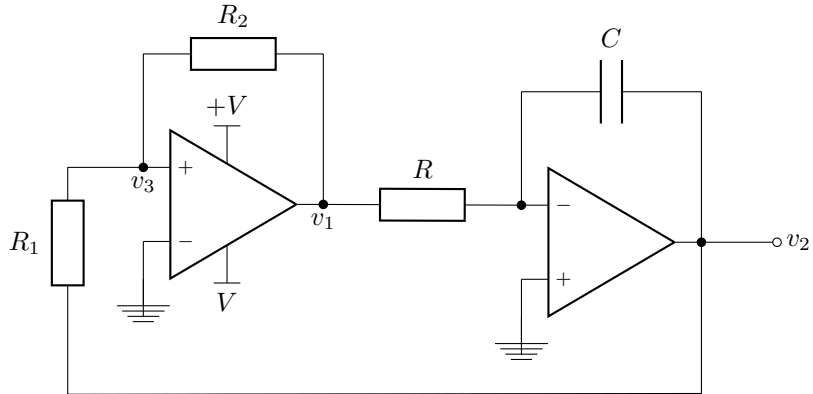 R₂
C
+V
+
v₃
R
−
R₁
−
v₁
v₂
+
V